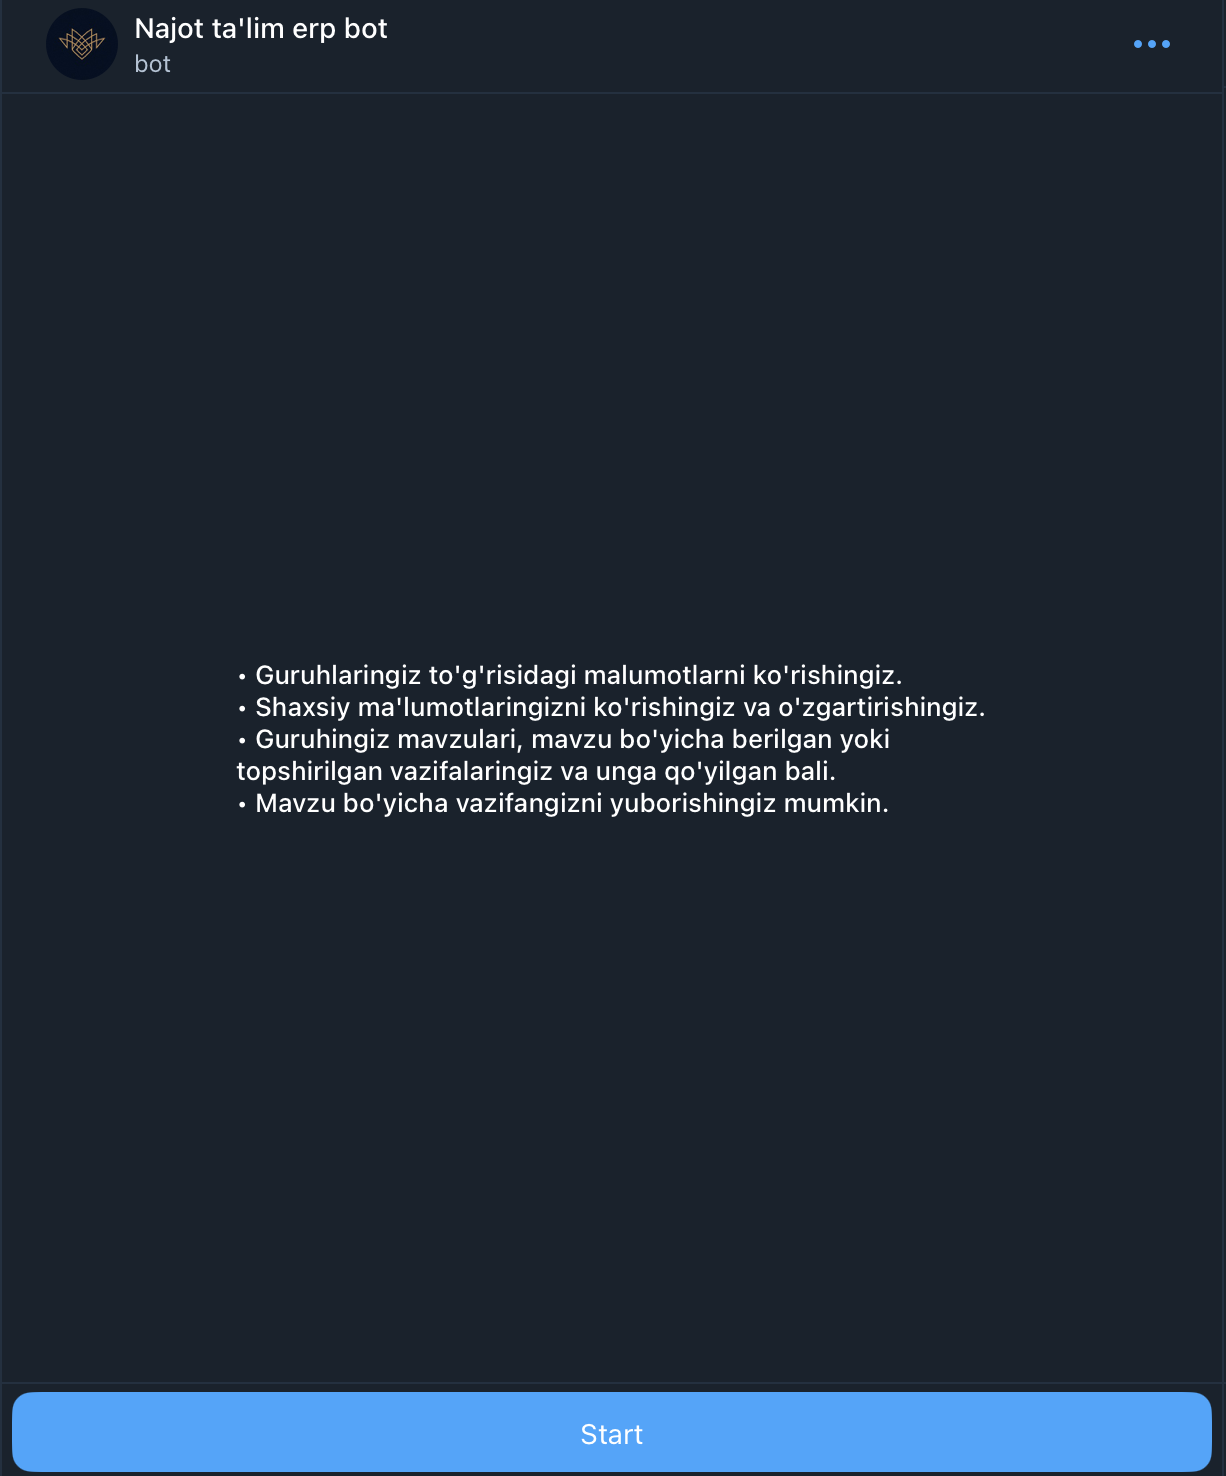 Najot ta'lim erp bot
bot
• Guruhlaringiz to'g'risidagi malumotlarni ko'rishingiz.
• Shaxsiy ma'lumotlaringizni ko'rishingiz va o'zgartirishingiz.
• Guruhingiz mavzulari, mavzu bo'yicha berilgan yoki
topshirilgan vazifalaringiz va unga qo'yilgan bali.
• Mavzu bo'yicha vazifangizni yuborishingiz mumkin.
Start